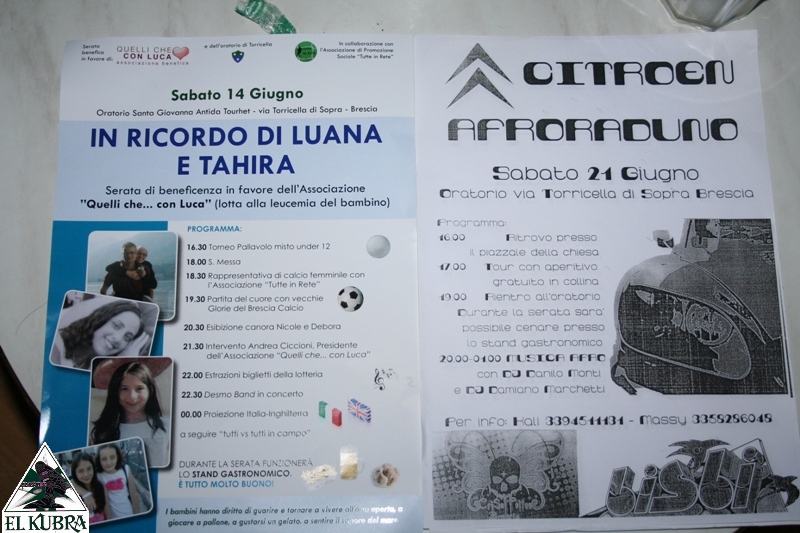 Serata
benefica
in favore di:
QUELLI CHE
CON LUCA
associazione benefica
e dell'oratorio di Torricella
In collaborazione con
l'Associazione di Promozione
Sociale "Tutte in Rete"
Sabato 14 Giugno
Oratorio Santa Giovanna Antida Tourhet - via Torricella di Sopra - Brescia
IN RICORDO DI LUANA
E TAHIRA
Serata di beneficenza in favore dell'Associazione
"Quelli che... con Luca" (lotta alla leucemia del bambino)
PROGRAMMA:
16.30 Torneo Pallavolo misto under 12
18.00 S. Messa
18.30 Rappresentativa di calcio femminile con
l'Associazione "Tutte in Rete"
19.30 Partita del cuore con vecchie
Glorie del Brescia Calcio
20.30 Esibizione canora Nicole e Debora
21.30 Intervento Andrea Ciccioni, Presidente
dell'Associazione "Quelli che... con Luca"
22.00 Estrazioni biglietti della lotteria
22.30 Desmo Band in concerto
00.00 Proiezione Italia-Inghilterra
a seguire "tutti vs tutti in campo"
DURANTE LA SERATA FUNZIONERÀ
LO STAND GASTRONOMICO.
È TUTTO MOLTO BUONO!
I bambini hanno diritto di guarire e tornare a vivere all'aria aperta, a
giocare a pallone, a gustarsi un gelato, a sentire il sapore del mare
EL KUBRA
CITROEN
AFRORADUNO
Sabato 21 Giugno
Oratorio via Torricella di Sopra Brescia
Programma:
16.00 Ritrovo presso
il piazzale della chiesa
17.00 Tour con aperitivo
gratuito in collina
19.00 Rientro all'oratorio
Durante la serata sara'
possibile cenare presso
lo stand gastronomico
20.00-04.00 MUSICA AFRO
con DJ Danilo Monti
e DJ Damiano Marchetti
Per info: Kali 3394511131 - Massy 3358286048